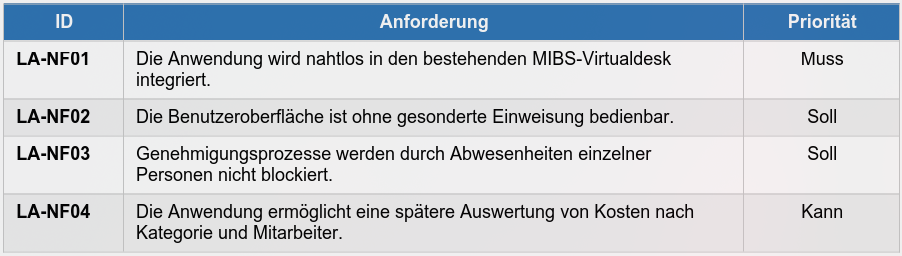 ID Anforderung Priorität
LA-NF01 Die Anwendung wird nahtlos in den bestehenden MIBS-Virtualdesk Muss
integriert.
LA-NF02 Die Benutzeroberfläche ist ohne gesonderte Einweisung bedienbar. Soll
LA-NF03 Genehmigungsprozesse werden durch Abwesenheiten einzelner Soll
Personen nicht blockiert.
LA-NF04 Die Anwendung ermöglicht eine spätere Auswertung von Kosten nach Kann
Kategorie und Mitarbeiter.